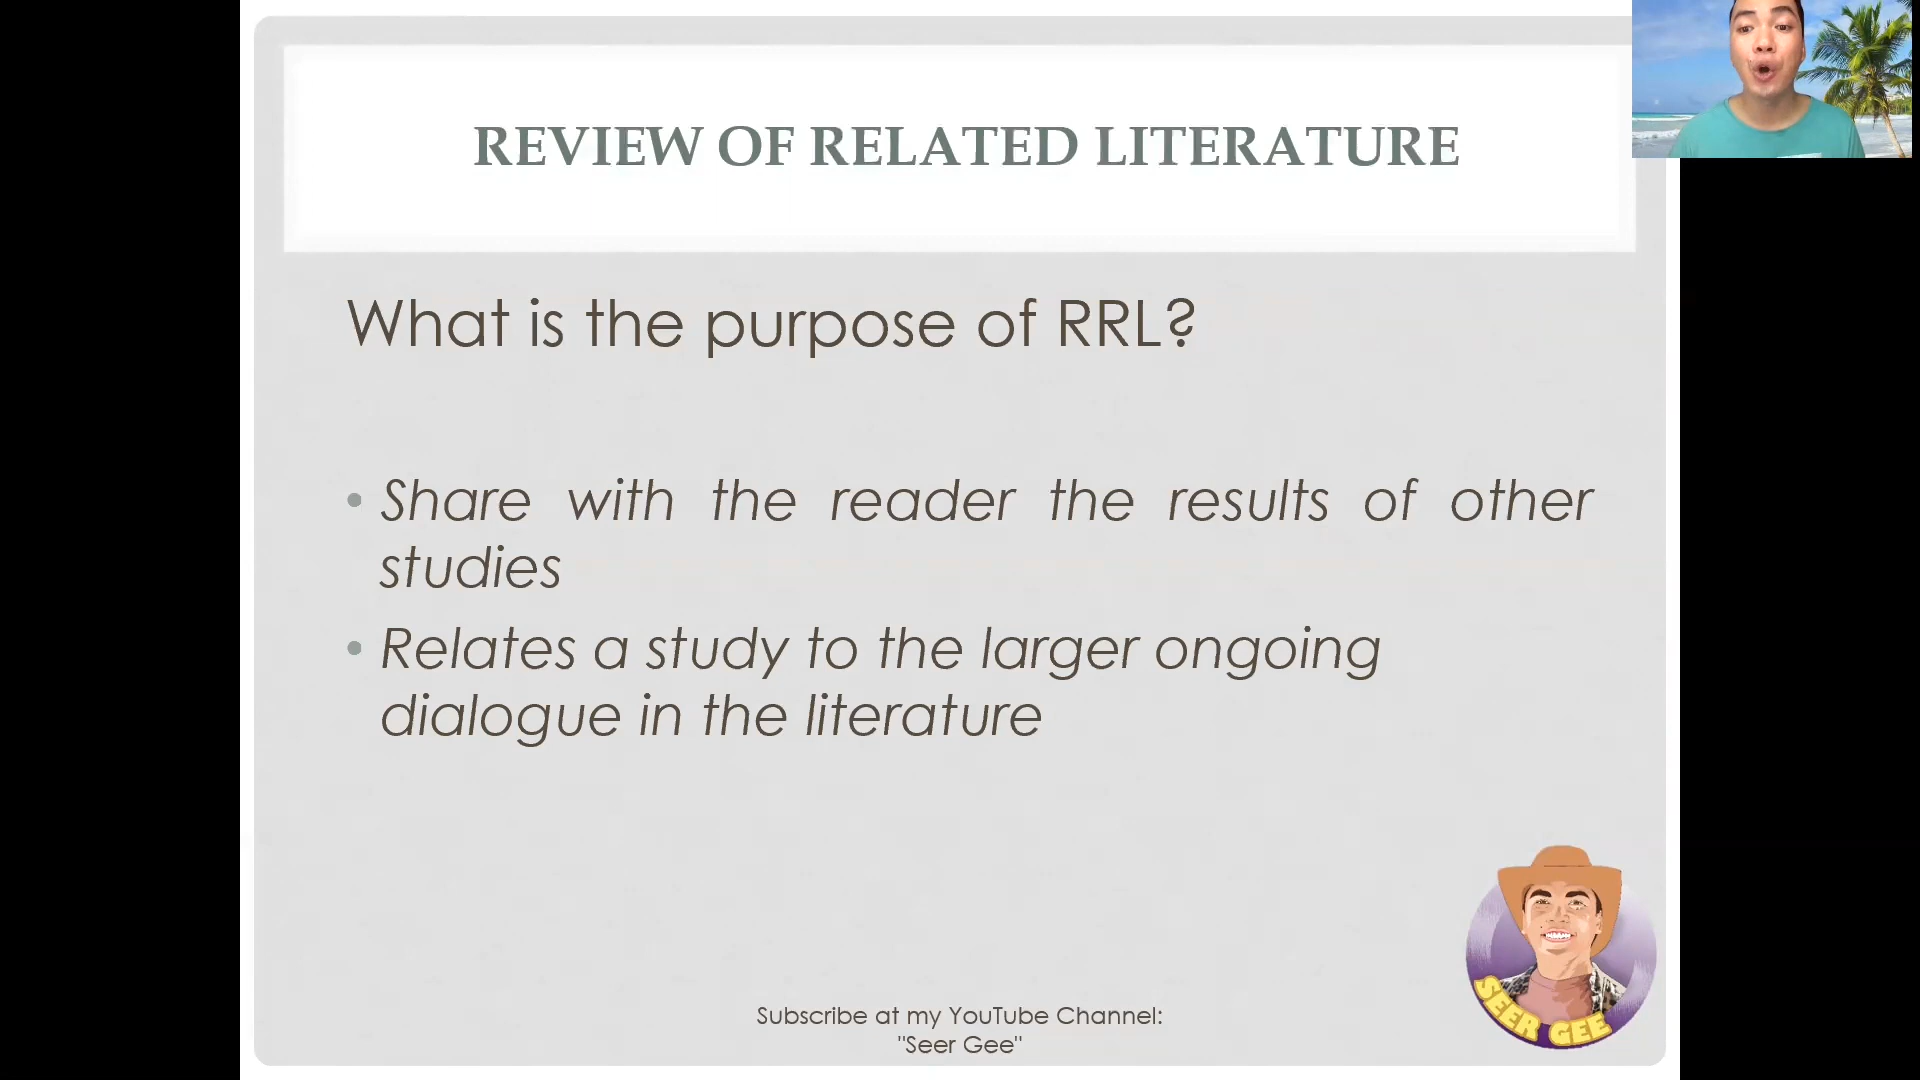 REVIEW OF RELATED LITERATURE
What is the purpose of RRL?
• Share with the reader the results of other
studies
• Relates a study to the larger ongoing
dialogue in the literature
SEER GEE
Subscribe at my YouTube Channel:
"Seer Gee"